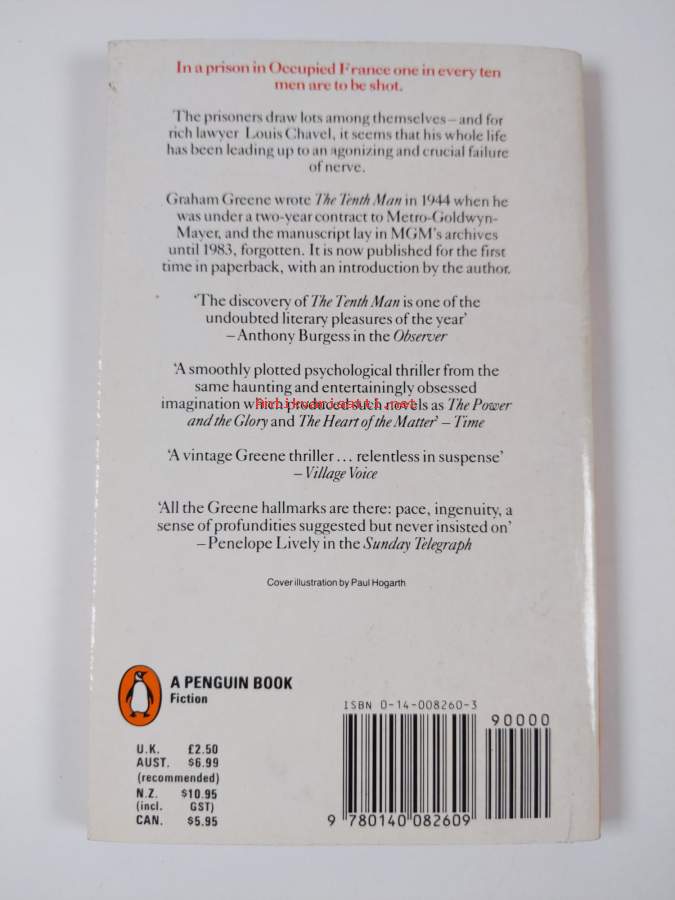 In a prison in Occupied France one in every ten
men are to be shot.
The prisoners draw lots among themselves – and for
rich lawyer Louis Chavel, it seems that his whole life
has been leading up to an agonizing and crucial failure
of nerve.
Graham Greene wrote The Tenth Man in 1944 when he
was under a two-year contract to Metro-Goldwyn-
Mayer, and the manuscript lay in MGM's archives
until 1983, forgotten. It is now published for the first
time in paperback, with an introduction by the author.
'The discovery of The Tenth Man is one of the
undoubted literary pleasures of the year'
– Anthony Burgess in the Observer
'A smoothly plotted psychological thriller from the
same haunting and entertainingly obsessed
imagination which produced such novels as The Power
and the Glory and The Heart of the Matter' – Time
'A vintage Greene thriller ... relentless in suspense'
– Village Voice
'All the Greene hallmarks are there: pace, ingenuity, a
sense of profundities suggested but never insisted on'
– Penelope Lively in the Sunday Telegraph
Cover illustration by Paul Hogarth
A PENGUIN BOOK
Fiction
U.K. £2.50
AUST. $6.99
(recommended)
N.Z. $10.95
(incl. GST)
CAN. $5.95
ISBN 0-14-008260-3
90000
9 780140 082609